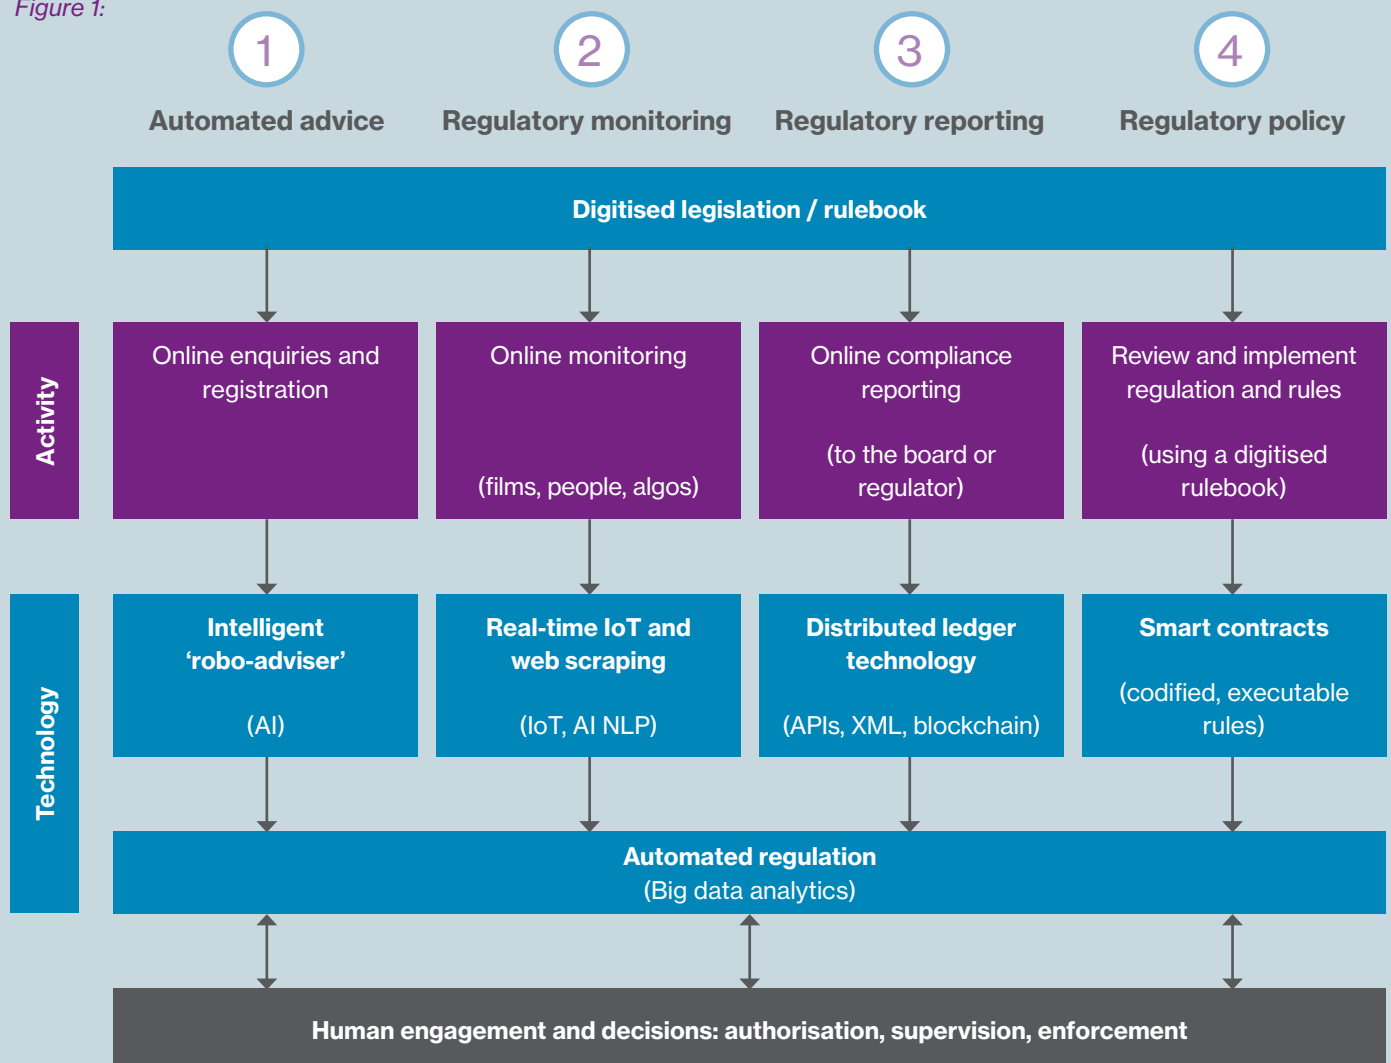 Figure 1:
1
2
3
4
Automated advice
Regulatory monitoring
Regulatory reporting
Regulatory policy
Digitised legislation / rulebook
Activity
Online enquiries and
registration
Online monitoring
(films, people, algos)
Online compliance
reporting
(to the board or
regulator)
Review and implement
regulation and rules
(using a digitised
rulebook)
Technology
Intelligent
‘robo-adviser’
(AI)
Real-time IoT and
web scraping
(IoT, AI NLP)
Distributed ledger
technology
(APIs, XML, blockchain)
Smart contracts
(codified, executable
rules)
Automated regulation
(Big data analytics)
Human engagement and decisions: authorisation, supervision, enforcement